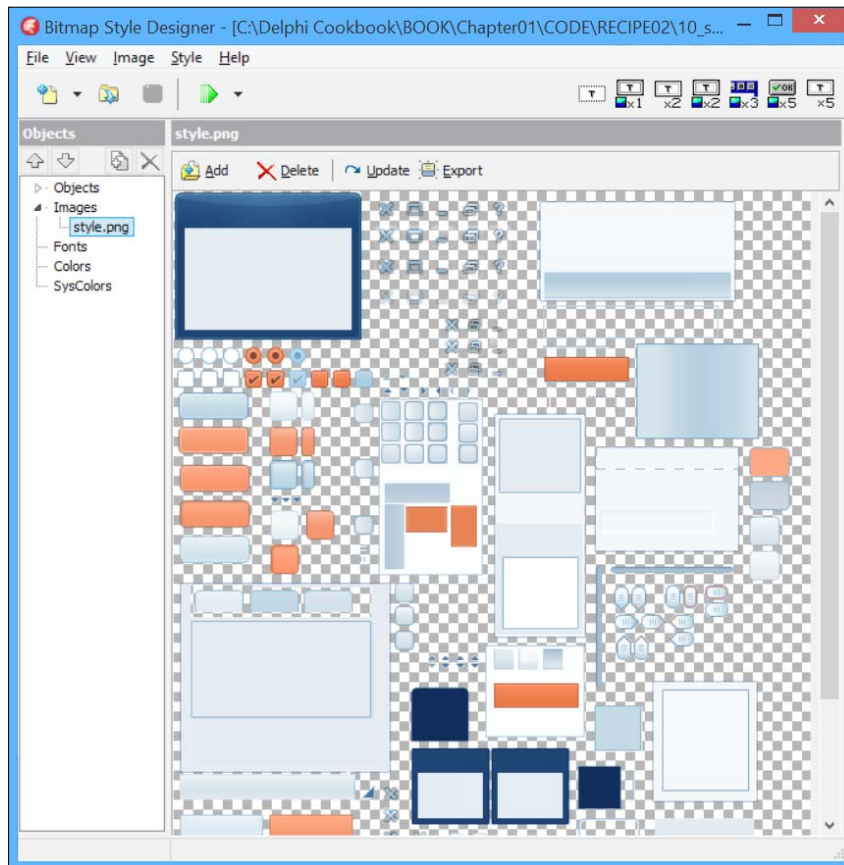 Bitmap Style Designer - [C:\Delphi Cookbook\BOOK\Chapter01\CODE\RECIPE02\10_s...
File View Image Style Help
T T x1 T x2 T x2 x3 OK x5 T x5
Objects
style.png
Add Delete Update Export
Objects
Images
style.png
Fonts
Colors
SysColors